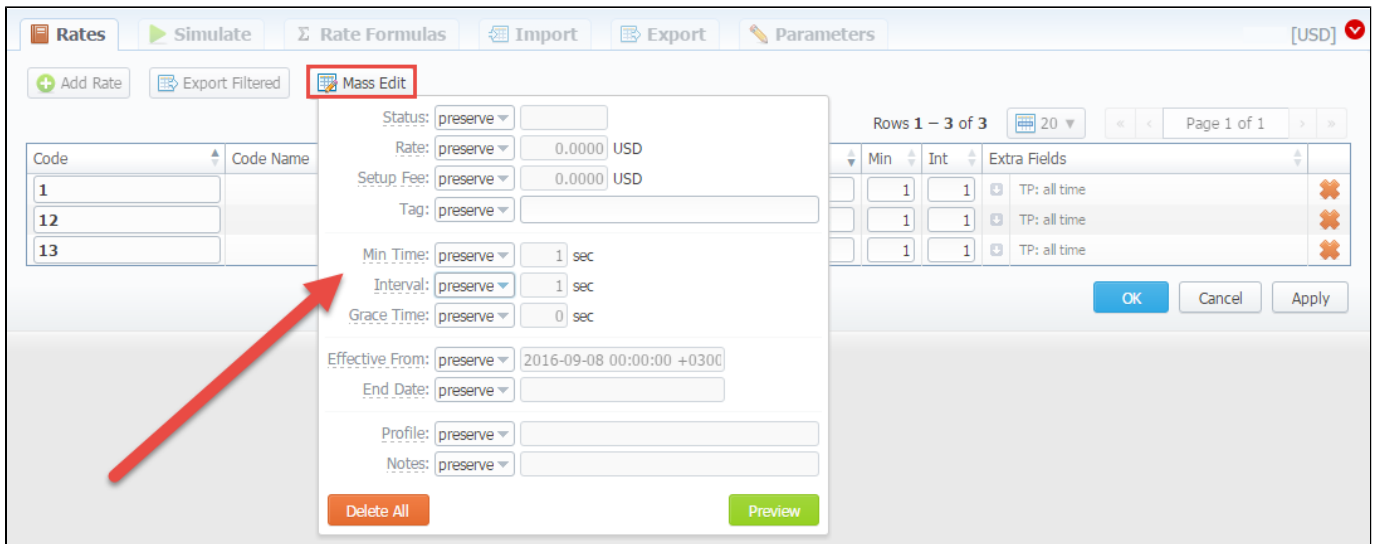 Rates Simulate Σ Rate Formulas Import Export Parameters [USD]
Add Rate Export Filtered Mass Edit
Rows 1 – 3 of 3 20 « ‹ Page 1 of 1 › »
Code Code Name Min Int Extra Fields
1 1 1 TP: all time
12 1 1 TP: all time
13 1 1 TP: all time
OK Cancel Apply
Status: preserve
Rate: preserve 0.0000 USD
Setup Fee: preserve 0.0000 USD
Tag: preserve
Min Time: preserve 1 sec
Interval: preserve 1 sec
Grace Time: preserve 0 sec
Effective From: preserve 2016-09-08 00:00:00 +0300
End Date: preserve
Profile: preserve
Notes: preserve
Delete All Preview